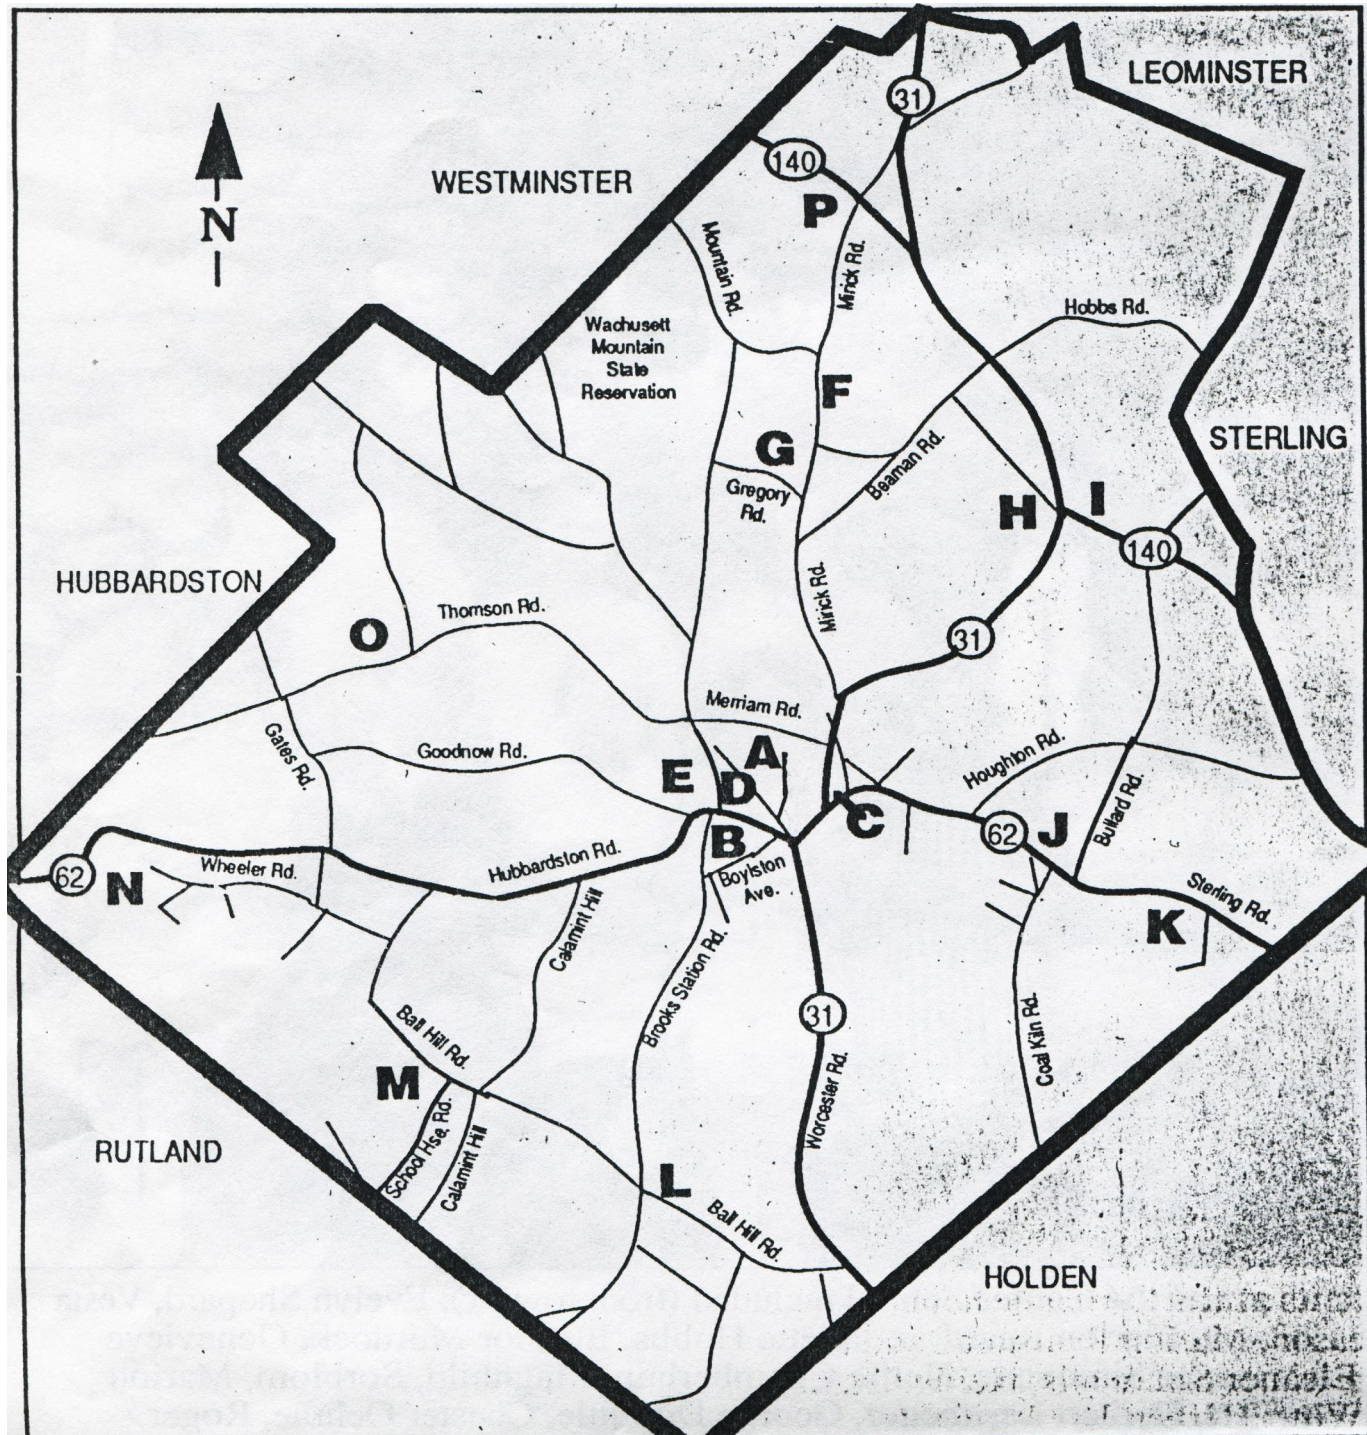 LEOMINSTER
31
140
WESTMINSTER
N
P
Mountain Rd.
Mirick Rd.
Hobbs Rd.
Wachusett
Mountain
State
Reservation
F
STERLING
G
Beaman Rd.
Gregory
Rd.
H
I
140
HUBBARDSTON
Thomson Rd.
Mirick Rd.
O
31
Merriam Rd.
Gates Rd.
Goodnow Rd.
A
Houghton Rd.
E
D
C
62
J
Bullard Rd.
B
62
N
Wheeler Rd.
Hubbardston Rd.
Boylston
Ave.
Sterling Rd.
K
Calamint Hill
Brooks Station Rd.
31
Ball Hill Rd.
Coal Kiln Rd.
M
Worcester Rd.
School Hse. Rd.
Calamint Hill
RUTLAND
L
Ball Hill Rd.
HOLDEN